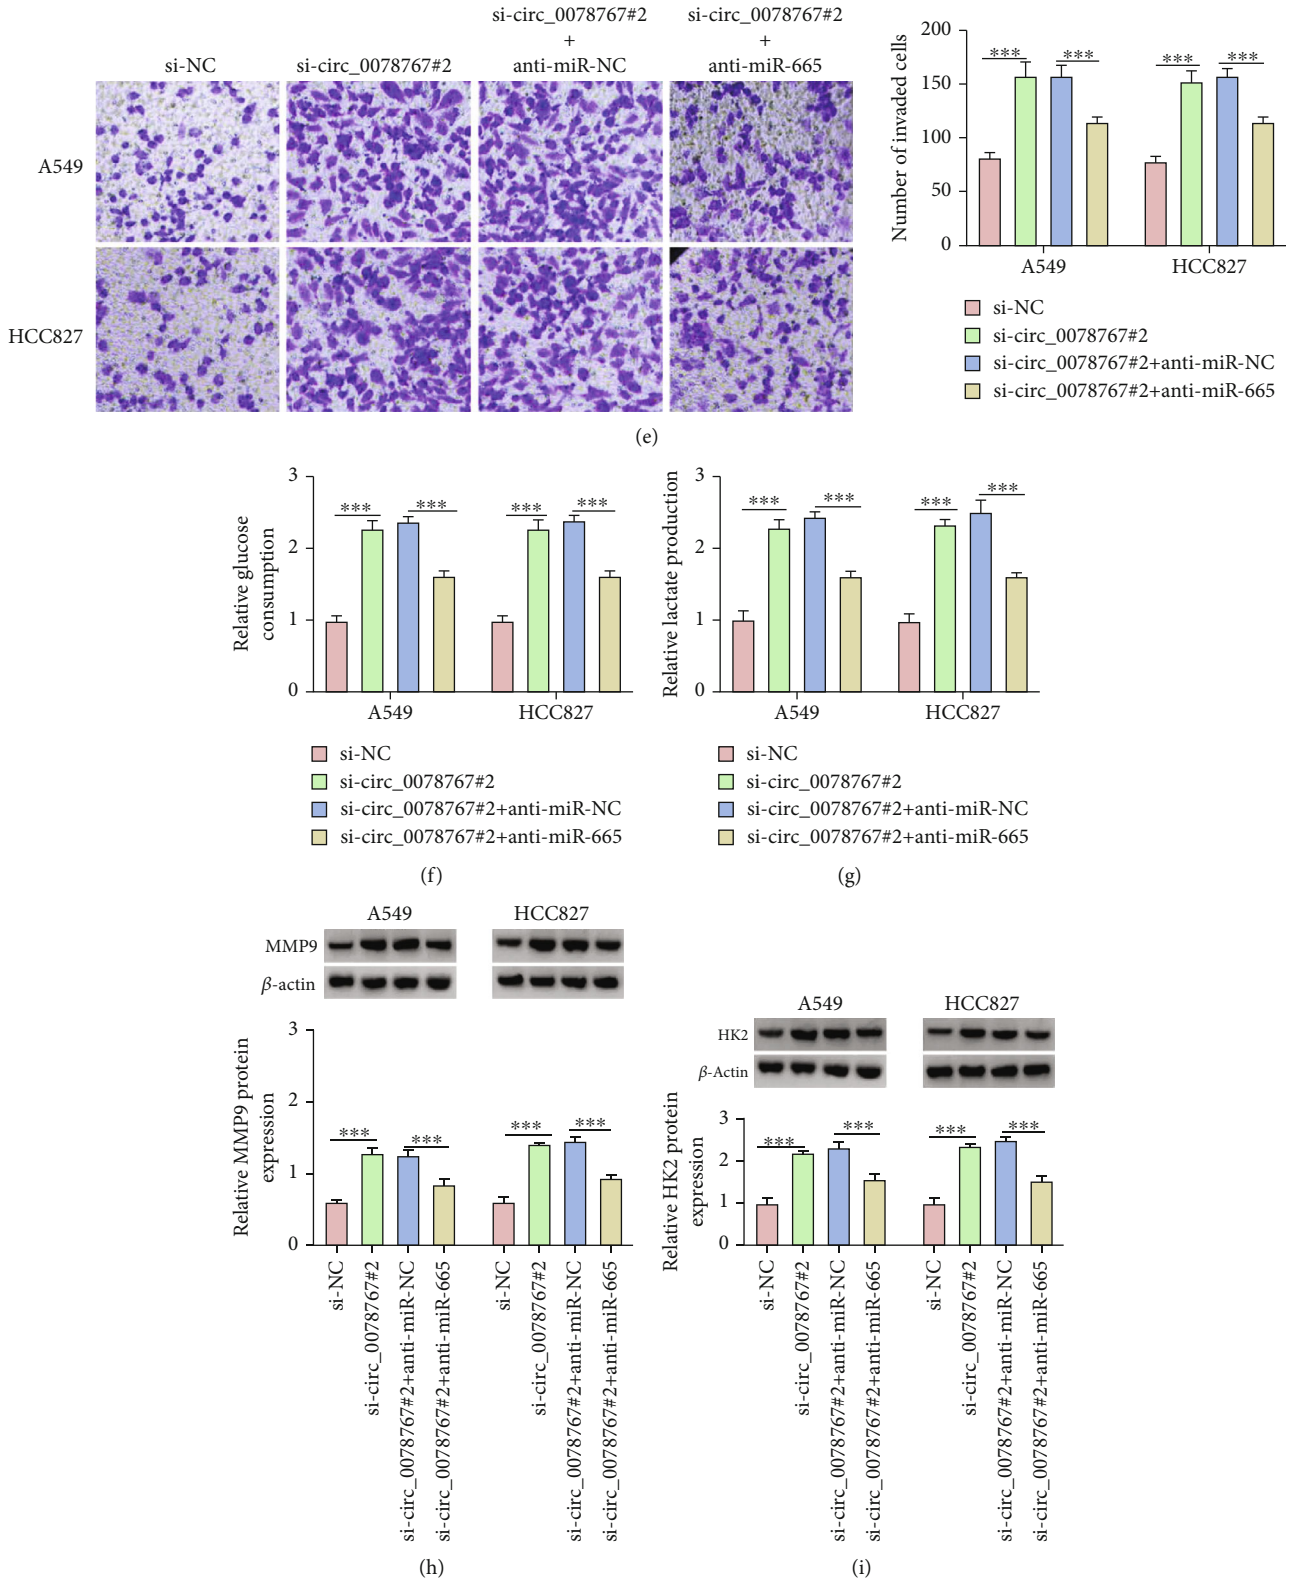 si-NC
si-circ_0078767#2
si-circ_0078767#2
+
anti-miR-NC
si-circ_0078767#2
+
anti-miR-665
A549
HCC827
Number of invaded cells
200
150
100
50
0
*** *** *** ***
A549 HCC827
si-NC
si-circ_0078767#2
si-circ_0078767#2+anti-miR-NC
si-circ_0078767#2+anti-miR-665
(e)
Relative glucose
consumption
3
2
1
0
*** *** *** ***
A549 HCC827
si-NC
si-circ_0078767#2
si-circ_0078767#2+anti-miR-NC
si-circ_0078767#2+anti-miR-665
(f)
Relative lactate production
3
2
1
0
*** *** *** ***
A549 HCC827
si-NC
si-circ_0078767#2
si-circ_0078767#2+anti-miR-NC
si-circ_0078767#2+anti-miR-665
(g)
A549 HCC827
MMP9
β-actin
Relative MMP9 protein
expression
3
2
1
0
*** *** *** ***
si-NC
si-circ_0078767#2
si-circ_0078767#2+anti-miR-NC
si-circ_0078767#2+anti-miR-665
si-NC
si-circ_0078767#2
si-circ_0078767#2+anti-miR-NC
si-circ_0078767#2+anti-miR-665
(h)
A549 HCC827
HK2
β-Actin
Relative HK2 protein
expression
3
2
1
0
*** *** *** ***
si-NC
si-circ_0078767#2
si-circ_0078767#2+anti-miR-NC
si-circ_0078767#2+anti-miR-665
si-NC
si-circ_0078767#2
si-circ_0078767#2+anti-miR-NC
si-circ_0078767#2+anti-miR-665
(i)